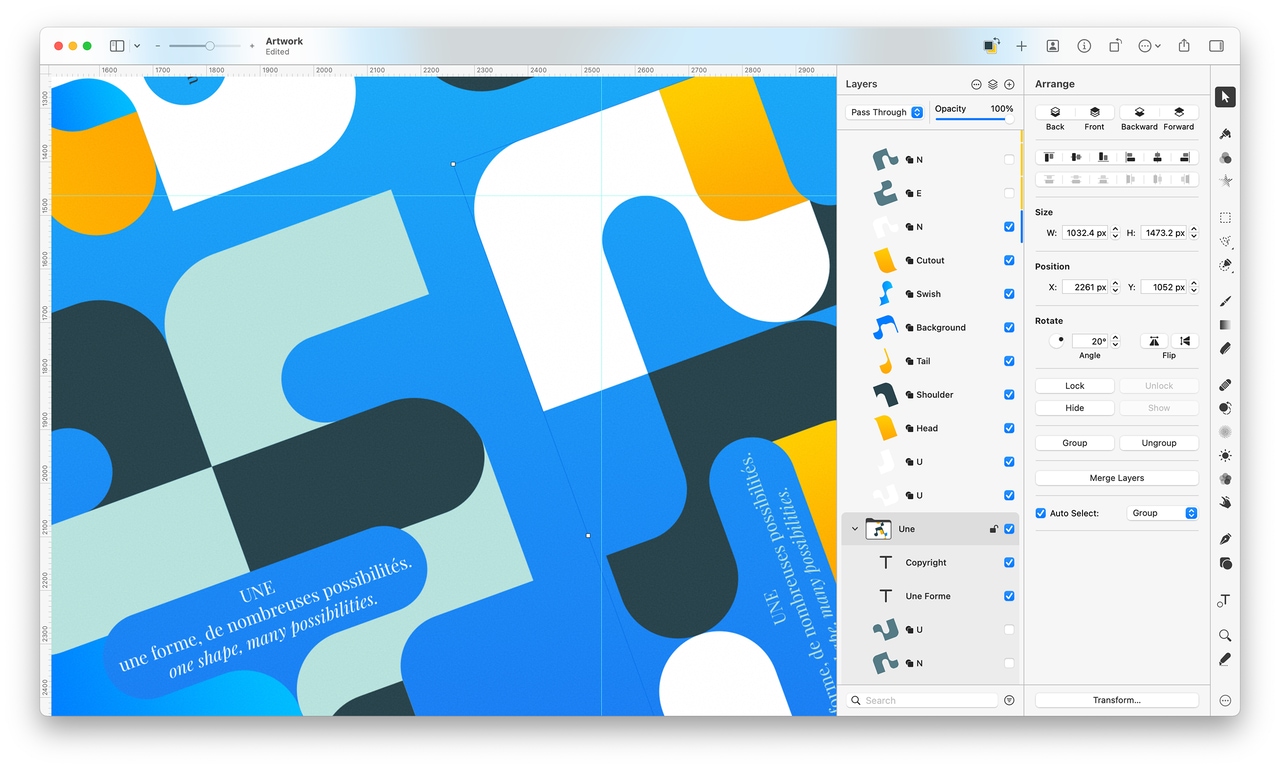 Artwork
Edited
1600 1700 1800 1900 2000 2100 2200 2300 2400 2500 2600 2700 2800 2900
1300
1400
1500
1600
1700
1800
1900
2000
2100
2200
2300
2400
UNE
une forme, de nombreuses possibilités.
one shape, many possibilities.
UNE
forme, de nombreuses possibilités.
many possibilities.
Layers
Pass Through
Opacity 100%
N
E
N
Cutout
Swish
Background
Tail
Shoulder
Head
U
U
Une
Copyright
Une Forme
U
N
Search
Arrange
Back Front Backward Forward
Size
W: 1032.4 px H: 1473.2 px
Position
X: 2261 px Y: 1052 px
Rotate
20°
Angle Flip
Lock Unlock
Hide Show
Group Ungroup
Merge Layers
Auto Select: Group
Transform...
T